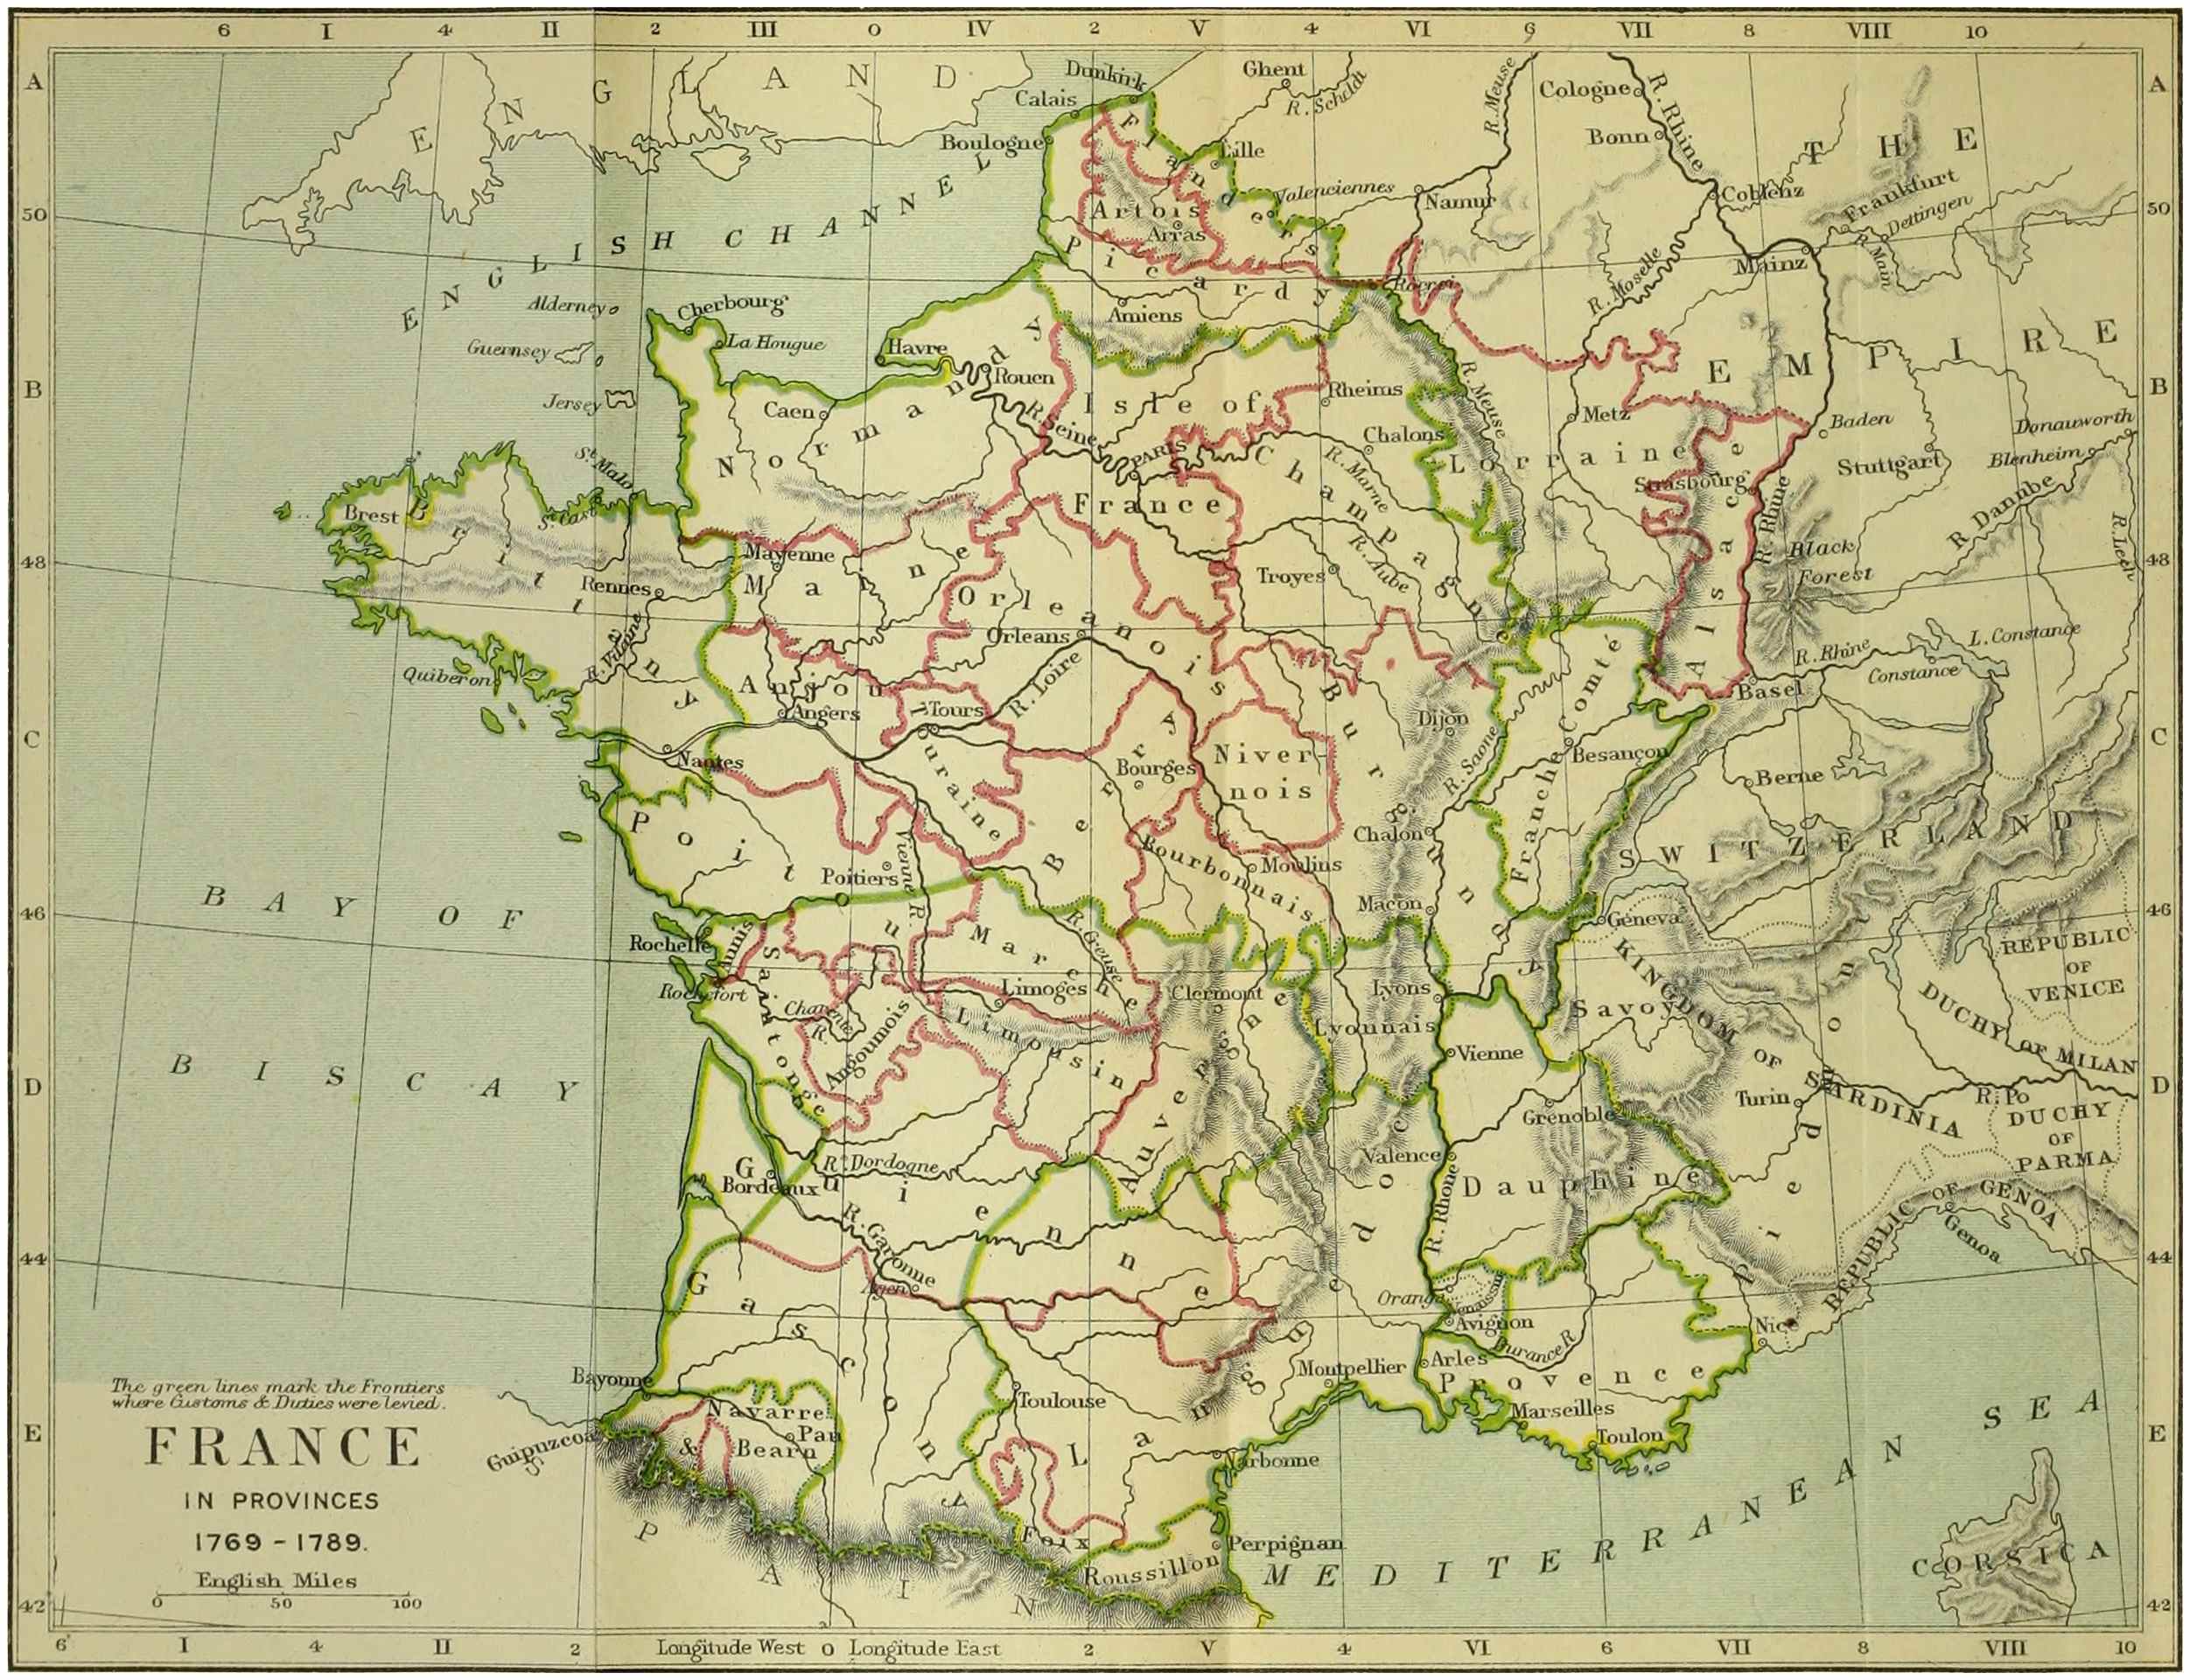 6 I 4 II 2 III 0 IV 2 V 4 VI 6 VII 8 VIII 10
A
B
C
D
E
50
48
46
44
42
A
B
C
D
E
50
48
46
44
42
ENGLAND
ENGLISH CHANNEL
Dunkirk
Calais
Boulogne
Ghent
R. Scheldt
R. Meuse
Cologne
Bonn
R. Rhine
THE
EMPIRE
Lille
Flanders
Valenciennes
Namur
Coblenz
Frankfurt
Dettingen
R. Main
Artois
Arras
Picardy
Mainz
R. Moselle
Rocroi
Alderney
Guernsey
Jersey
Cherbourg
La Hougue
Havre
Amiens
Rouen
Caen
Normandy
R. Seine
Isle of
France
PARIS
Rheims
Chalons
R. Marne
Champagne
R. Meuse
Metz
Lorraine
Baden
Stuttgart
Donauworth
Blenheim
Strasbourg
Alsace
R. Rhine
R. Danube
R. Lech
Black
Forest
St. Malo
St. Cast
Brest
Brittany
Rennes
R. Vilaine
Quiberon
Mayenne
Maine
Orleanois
Orleans
Troyes
R. Aube
R. Rhine
L. Constance
Constance
Basel
Anjou
Angers
Tours
Touraine
R. Loire
Nantes
Berry
Bourges
Niver-
nois
Burgundy
Dijon
R. Saone
Franche Comté
Besançon
Berne
SWITZERLAND
Poitou
Poitiers
Vienne R.
Bourbonnais
Moulins
Chalon
Macon
Geneva
BAY OF
BISCAY
Rochelle
Aunis
Rochefort
Saintonge
Charente
R.
Angoumois
Marche
R. Creuse
Limoges
Limousin
Clermont
Auvergne
Lyons
Lyonnais
Vienne
Savoy
KINGDOM OF SARDINIA
Piedmont
REPUBLIC
OF
VENICE
DUCHY OF MILAN
Turin
R. Po
DUCHY
OF
PARMA
Grenoble
Dauphiné
Valence
R. Rhone
REPUBLIC OF GENOA
Genoa
Bordeaux
Guienne
R. Dordogne
R. Garonne
Agen
Gascony
Orange
Venaissin
Avignon
Durance R.
Nice
Arles
Provence
Marseilles
Toulon
Montpellier
Languedoc
Toulouse
Narbonne
Bayonne
Guipuzcoa
Navarre
& Bearn
Pau
Foix
Roussillon
Perpignan
SPAIN
MEDITERRANEAN SEA
CORSICA
The green lines mark the Frontiers
where Customs & Duties were levied.
FRANCE
IN PROVINCES
1769 - 1789.
English Miles
0 50 100
6° I 4 II 2 Longitude West 0 Longitude East 2 V 4 VI 6 VII 8 VIII 10